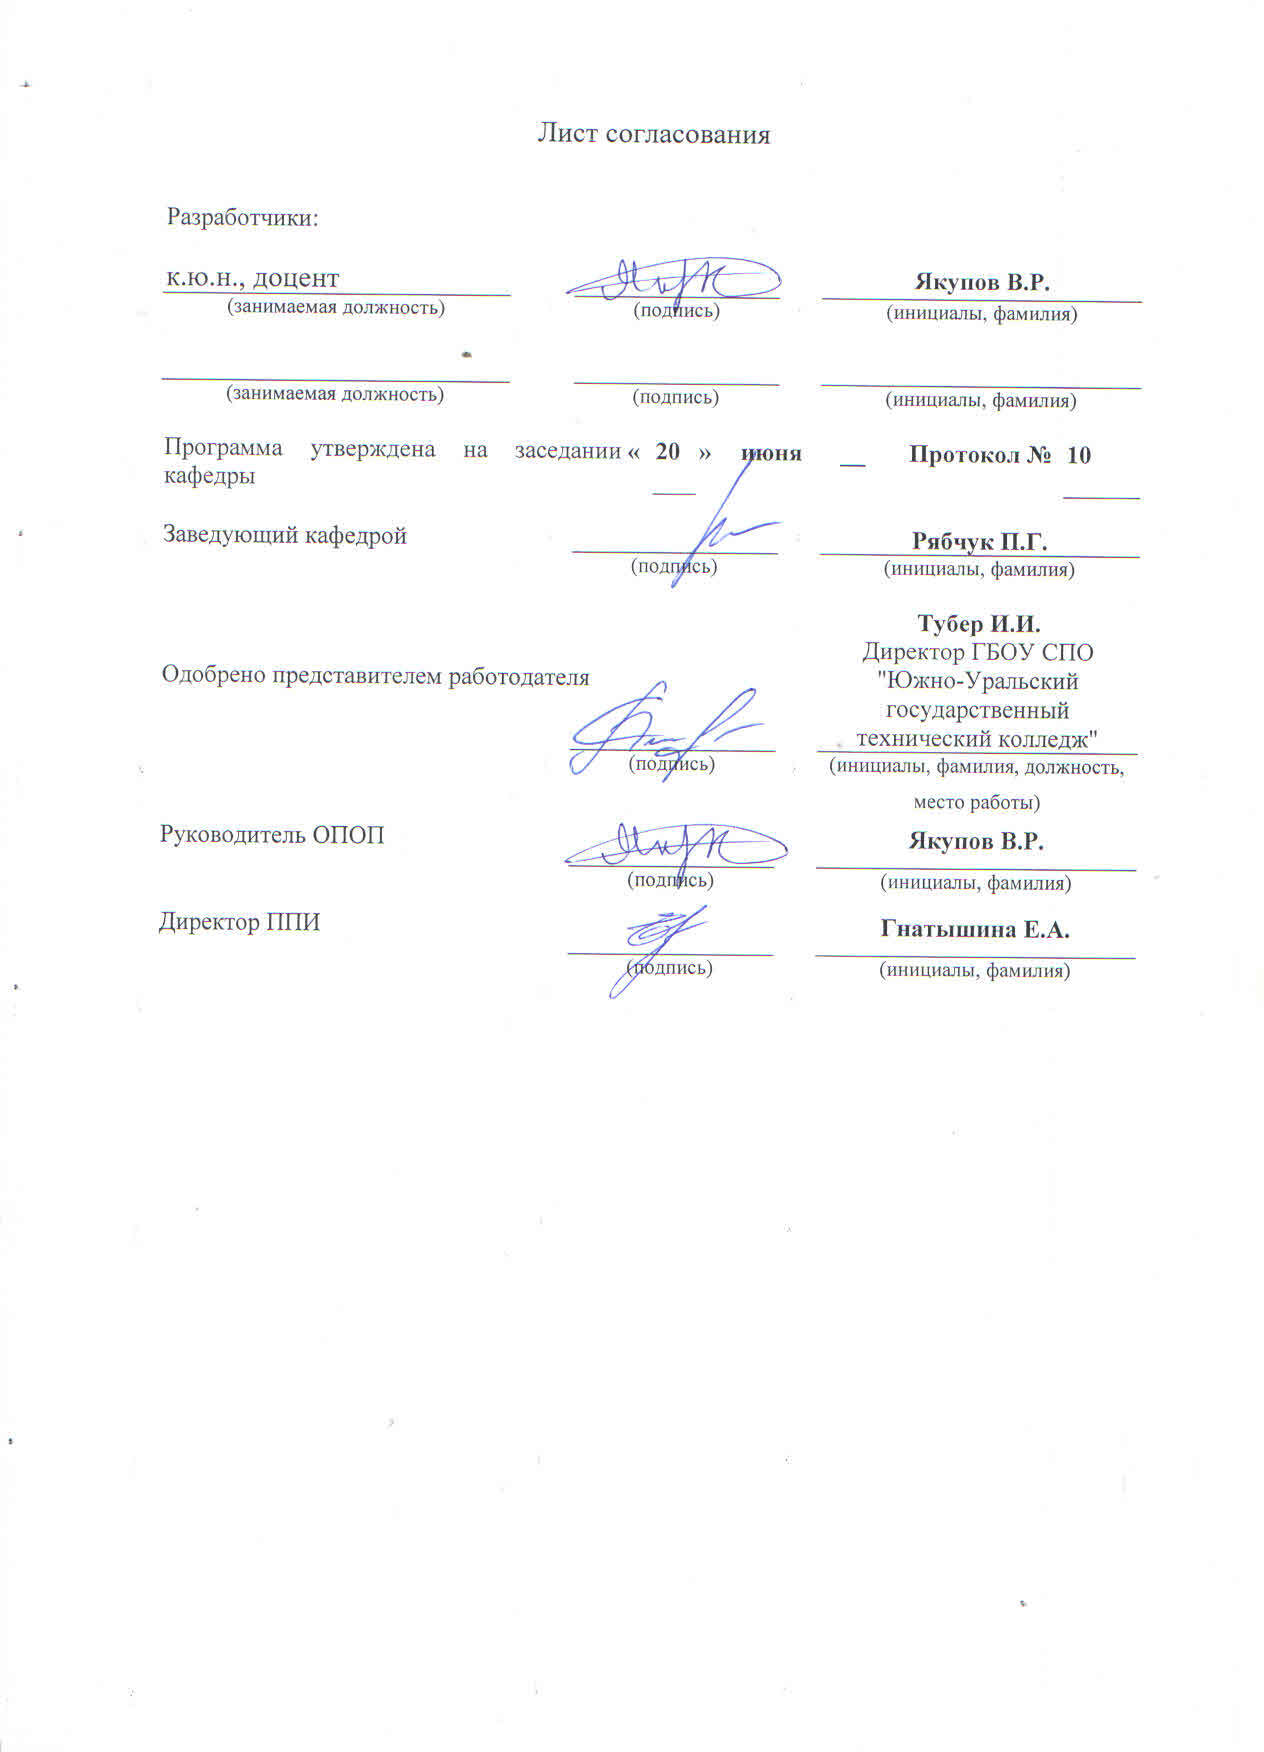 Лист согласования
Разработчики:
к.ю.н., доцент Якупов В.Р.
(занимаемая должность) (подпись) (инициалы, фамилия)
(занимаемая должность) (подпись) (инициалы, фамилия)
Программа утверждена на заседании « 20 » июня __ Протокол № 10
кафедры
Заведующий кафедрой Рябчук П.Г.
(подпись) (инициалы, фамилия)
Тубер И.И.
Директор ГБОУ СПО
Одобрено представителем работодателя "Южно-Уральский
государственный
технический колледж"
(подпись) (инициалы, фамилия, должность,
место работы)
Руководитель ОПОП Якупов В.Р.
(подпись) (инициалы, фамилия)
Директор ППИ Гнатышина Е.А.
(подпись) (инициалы, фамилия)